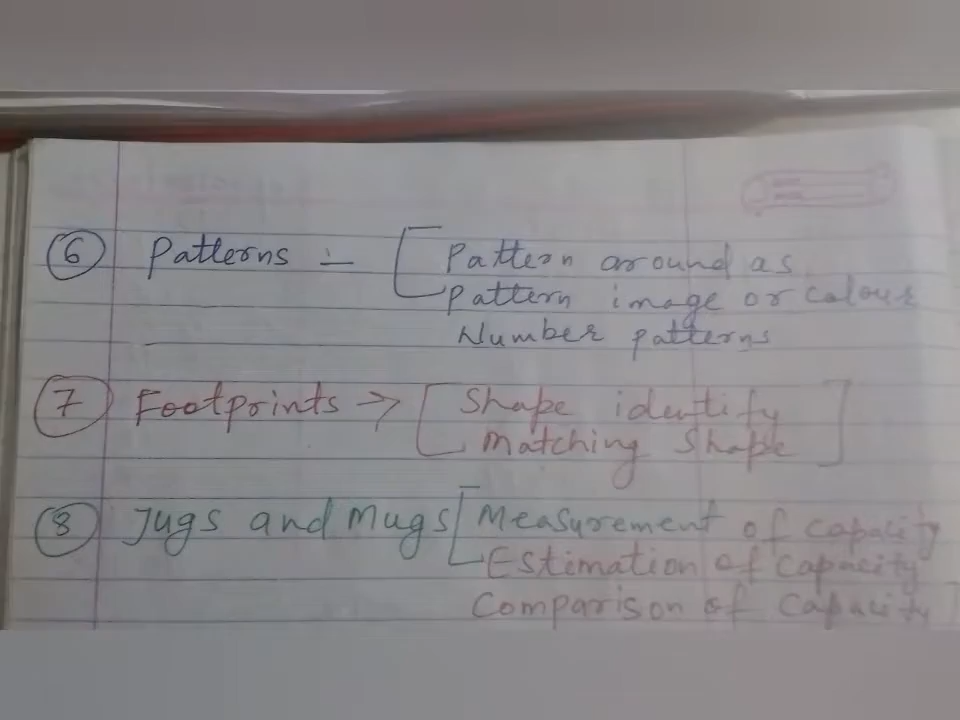 6 Patterns :- [ Pattern around as
pattern image or colour
Number patterns
7 Footprints → [ Shape identify ]
matching shape
8 Jugs and Mugs [ Measurement of capacity
Estimation of capacity
Comparison of capacity